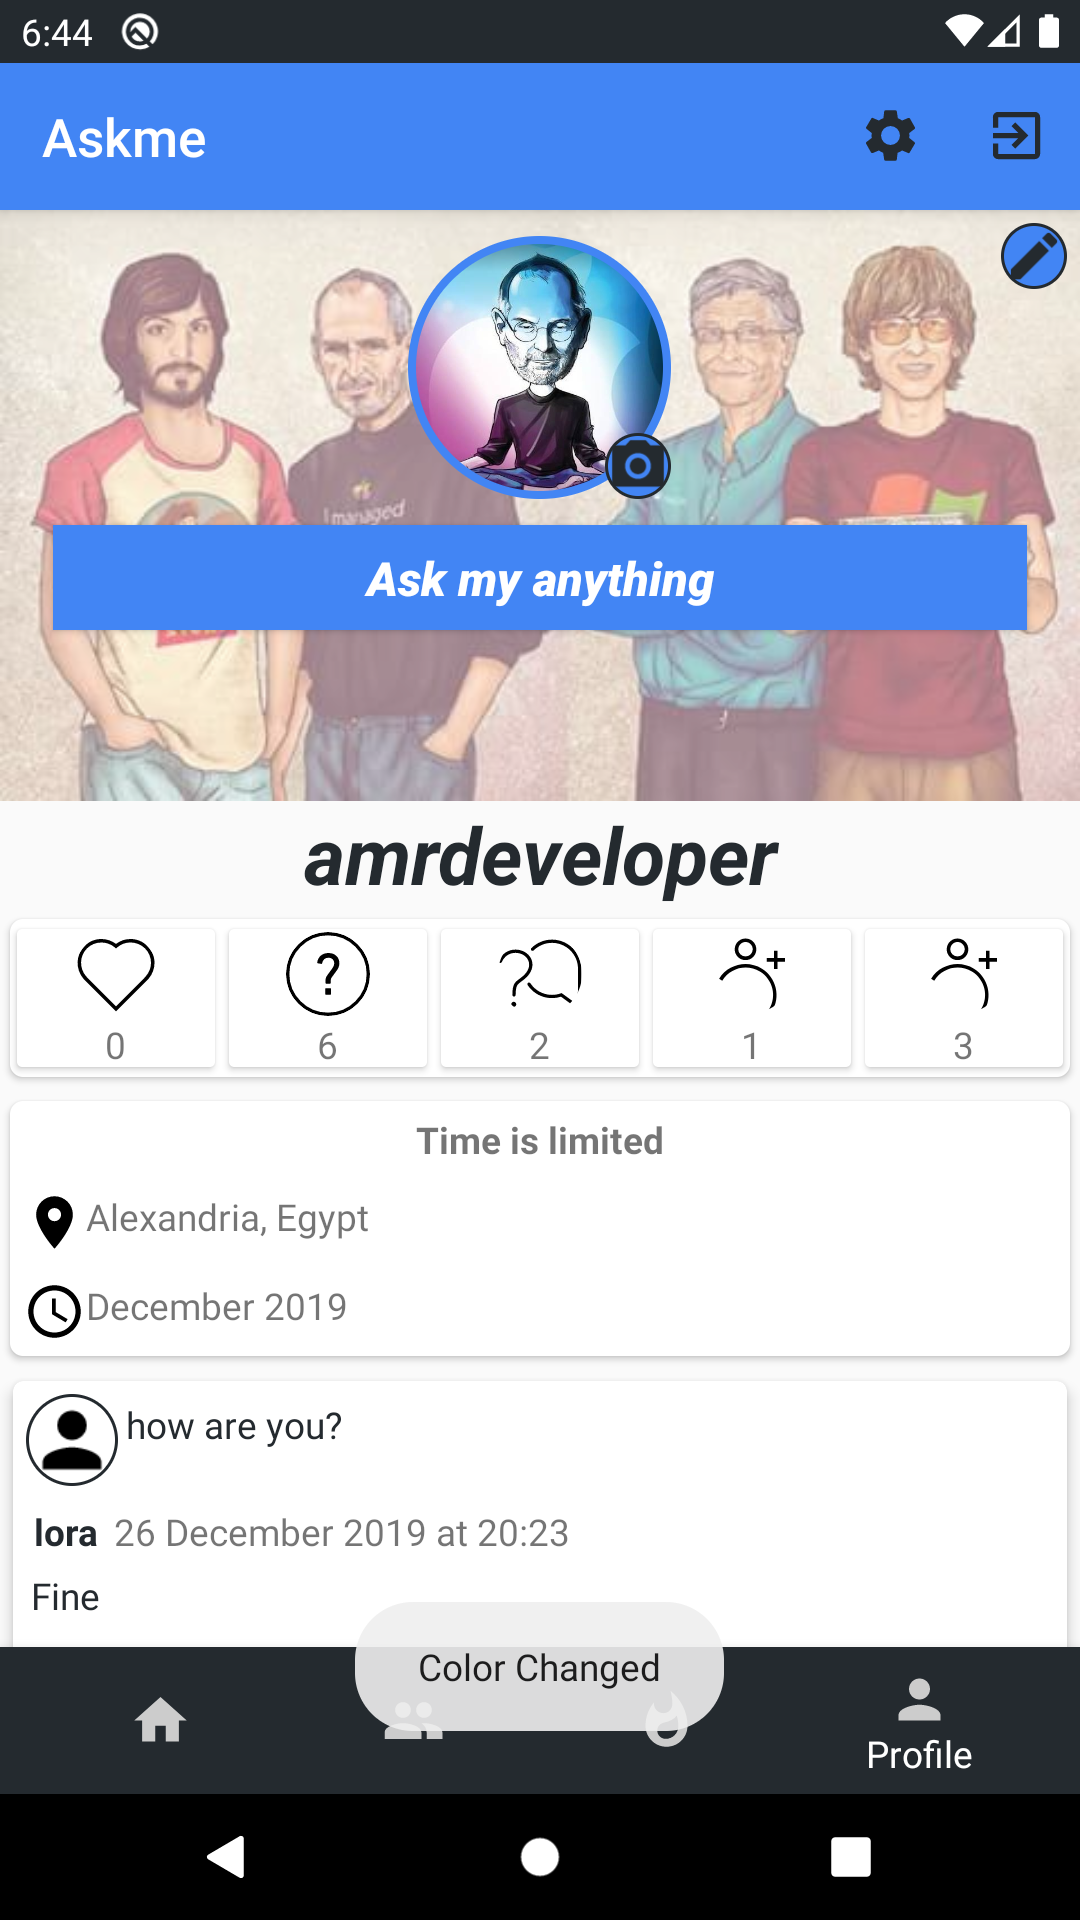 6:44
Askme
I managed
Ask my anything
amrdeveloper
0
6
2
1
3
Time is limited
Alexandria, Egypt
December 2019
how are you?
lora 26 December 2019 at 20:23
Fine
Color Changed
Profile